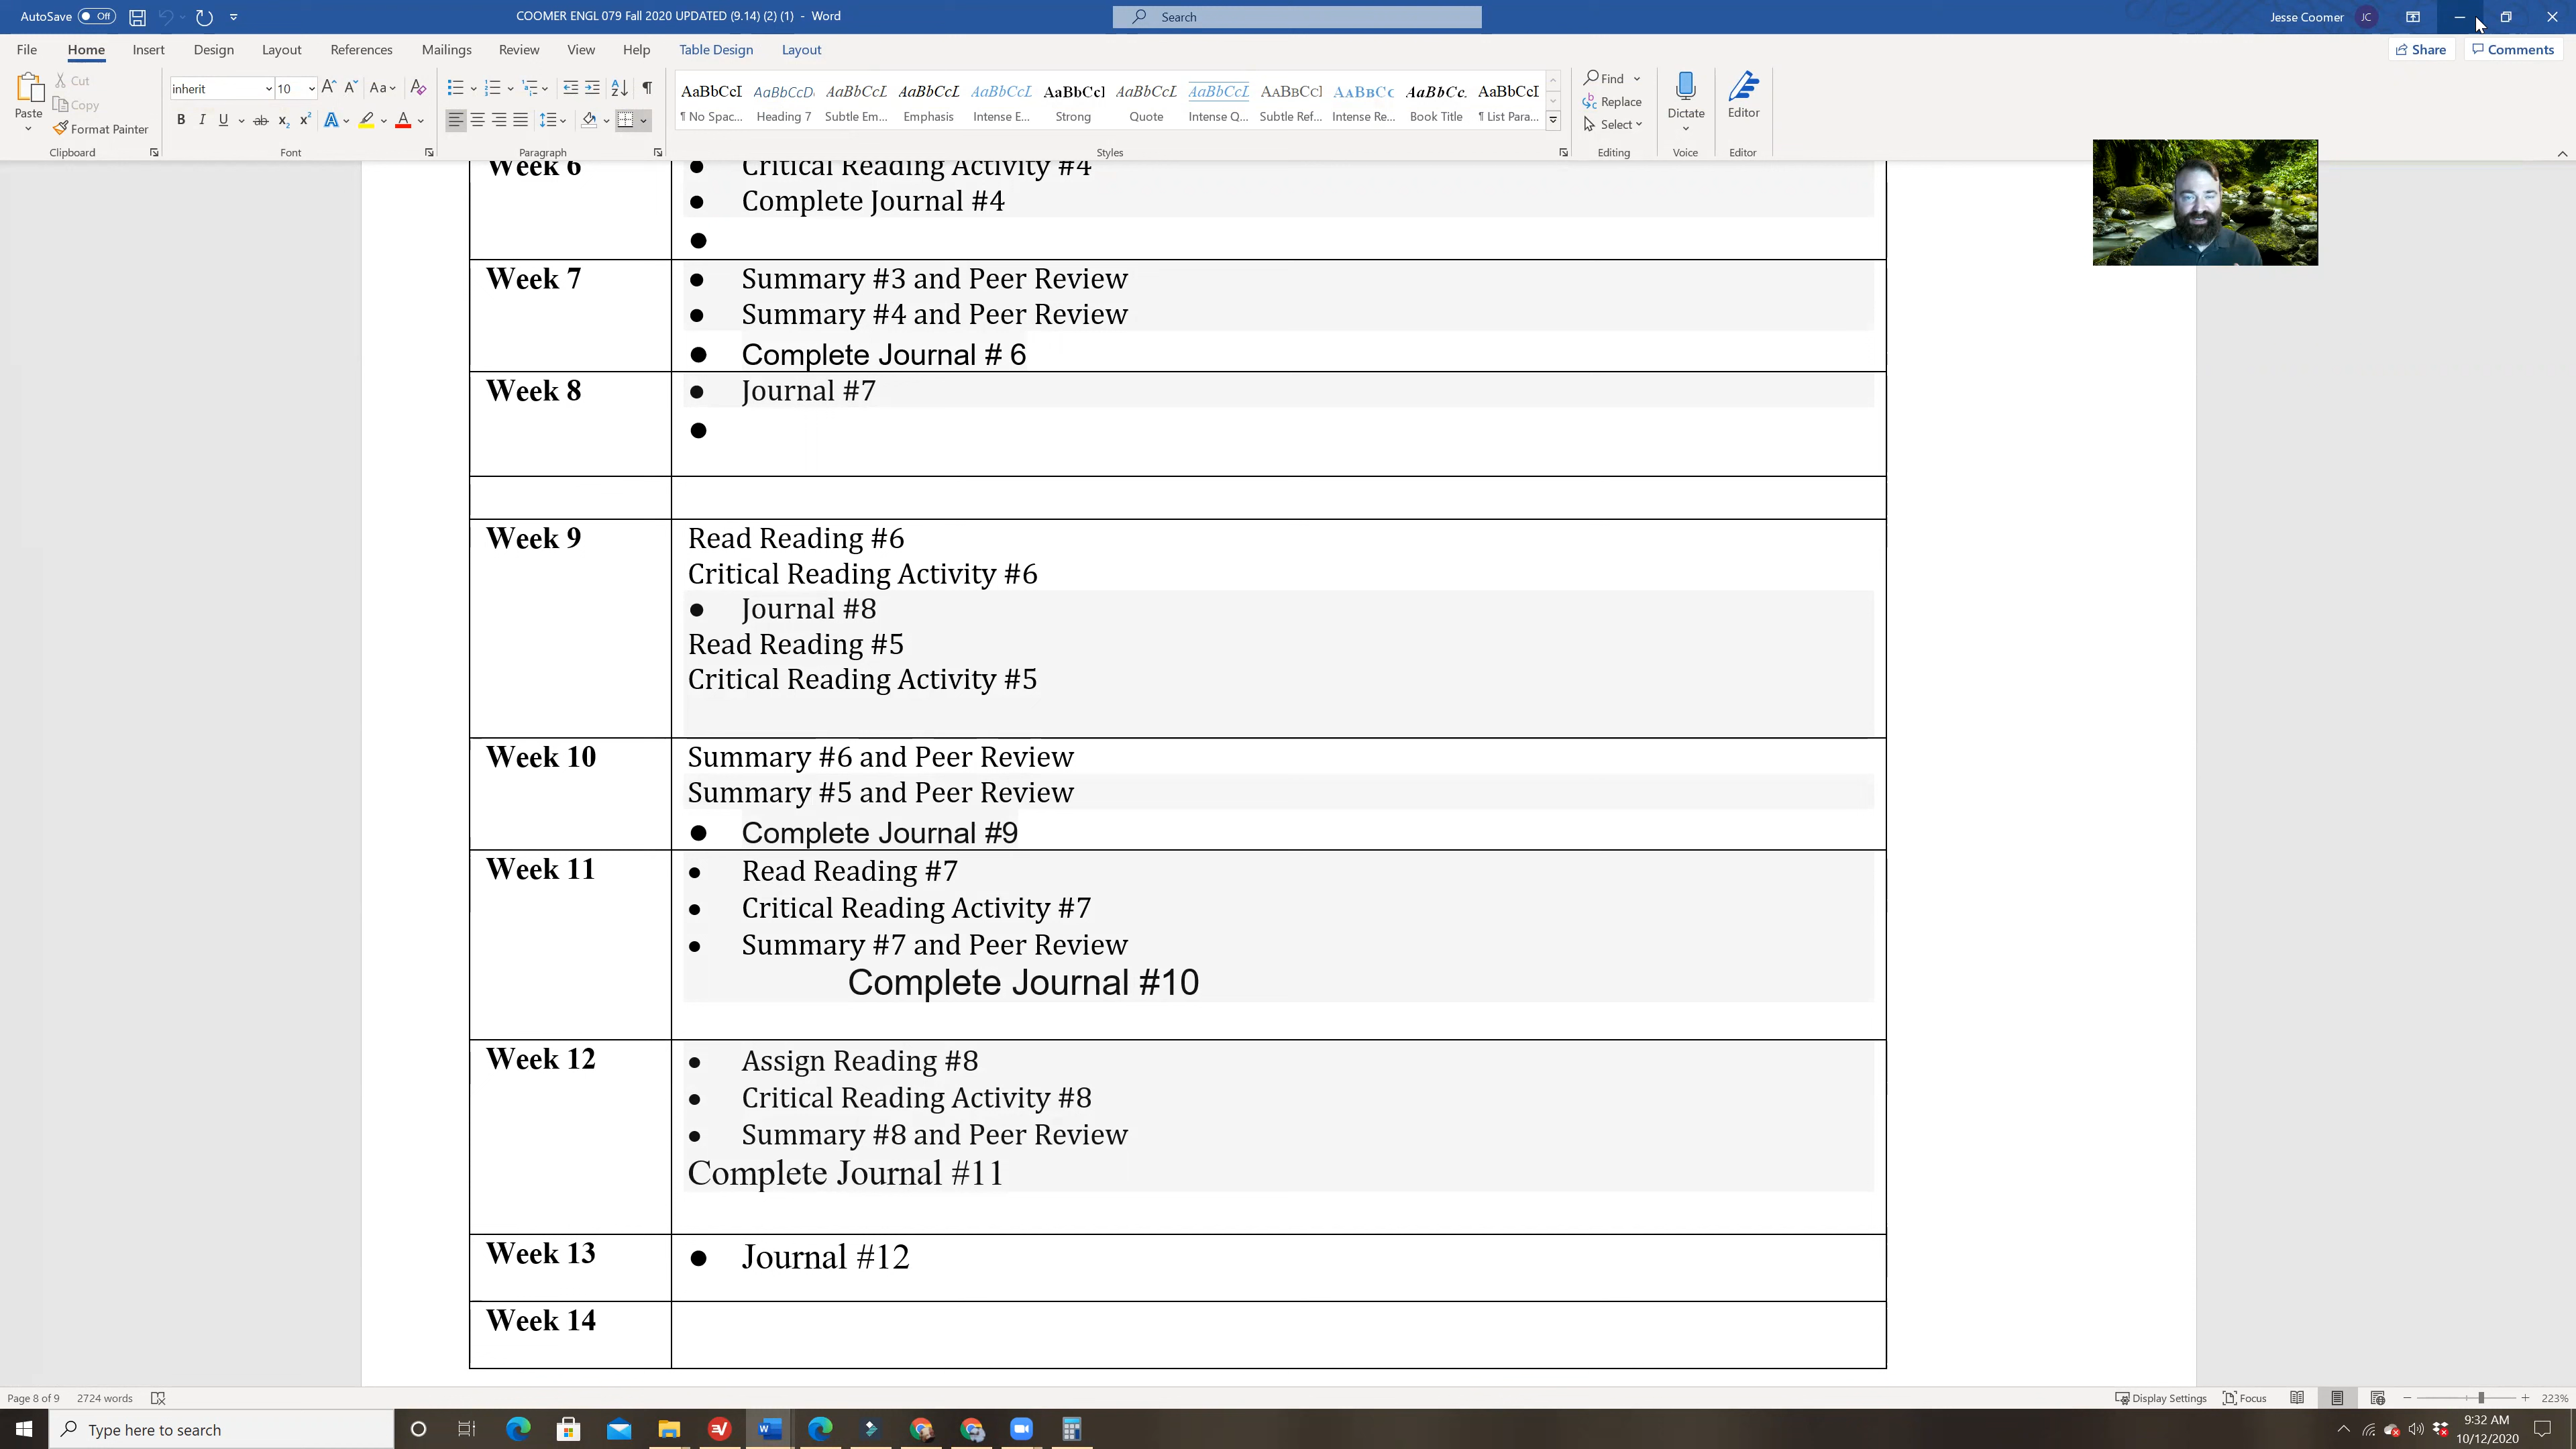 AutoSave Off
COOMER ENGL 079 Fall 2020 UPDATED (9.14) (2) (1) - Word
Search
Jesse Coomer JC
File Home Insert Design Layout References Mailings Review View Help Table Design Layout
Share Comments
Paste
Cut
Copy
Format Painter
Clipboard
inherit 10
Font
Paragraph
AaBbCcI AaBbCcD AaBbCcL AaBbCcL AaBbCcL AaBbCcI AaBbCcL AaBbCcL AABBCCI AABBCC AaBbCc. AaBbCcI
¶ No Spac... Heading 7 Subtle Em... Emphasis Intense E... Strong Quote Intense Q... Subtle Ref... Intense Re... Book Title ¶ List Para...
Styles
Find
Replace
Select
Editing
Dictate
Voice
Editor
Editor
Week 6
Critical Reading Activity #4
● Complete Journal #4
●
Week 7
● Summary #3 and Peer Review
● Summary #4 and Peer Review
● Complete Journal # 6
Week 8
● Journal #7
●
Week 9
Read Reading #6
Critical Reading Activity #6
● Journal #8
Read Reading #5
Critical Reading Activity #5
Week 10
Summary #6 and Peer Review
Summary #5 and Peer Review
● Complete Journal #9
Week 11
• Read Reading #7
• Critical Reading Activity #7
• Summary #7 and Peer Review
Complete Journal #10
Week 12
• Assign Reading #8
• Critical Reading Activity #8
• Summary #8 and Peer Review
Complete Journal #11
Week 13
● Journal #12
Week 14
Page 8 of 9 2724 words
Display Settings Focus 223%
Type here to search
9:32 AM
10/12/2020